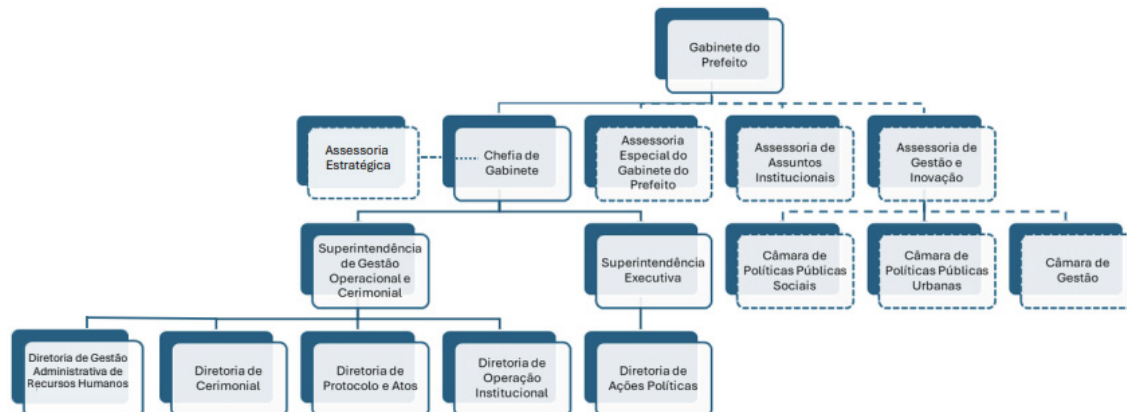 Gabinete do
Prefeito
Assessoria
Estratégica
Chefia de
Gabinete
Assessoria
Especial do
Gabinete do
Prefeito
Assessoria de
Assuntos
Institucionais
Assessoria de
Gestão e
Inovação
Superintendência
de Gestão
Operacional e
Cerimonial
Superintendência
Executiva
Câmara de
Políticas Públicas
Sociais
Câmara de
Políticas Públicas
Urbanas
Câmara de
Gestão
Diretoria de Gestão
Administrativa de
Recursos Humanos
Diretoria de
Cerimonial
Diretoria de
Protocolo e Atos
Diretoria de
Operação
Institucional
Diretoria de
Ações Políticas